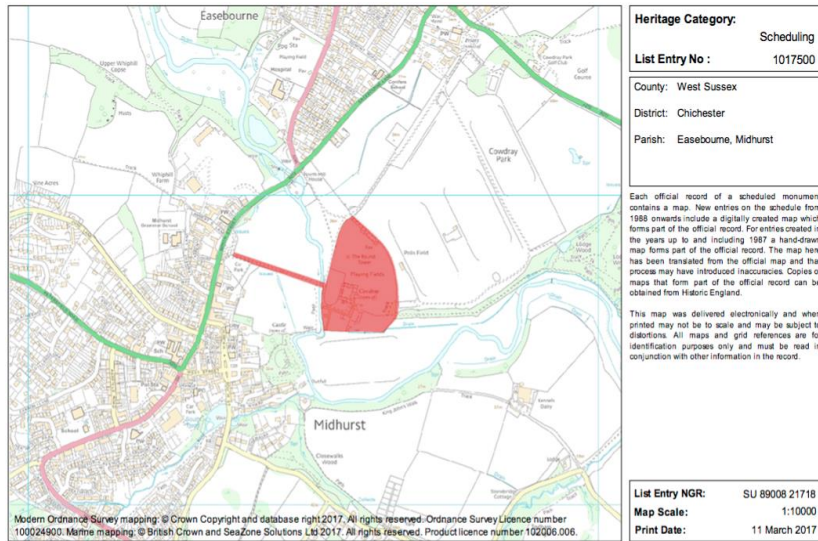 Easebourne
Cowdray
Park
Midhurst
Modern Ordnance Survey mapping: © Crown Copyright and database right 2017. All rights reserved. Ordnance Survey Licence number
100024900. Marine mapping: © British Crown and SeaZone Solutions Ltd 2017. All rights reserved. Product licence number 102006.006.
Heritage Category:
Scheduling
List Entry No : 1017500
County: West Sussex
District: Chichester
Parish: Easebourne, Midhurst
Each official record of a scheduled monument
contains a map. New entries on the schedule from
1988 onwards include a digitally created map which
forms part of the official record. For entries created in
the years up to and including 1987 a hand-drawn
map forms part of the official record. The map here
has been translated from the official map and that
process may have introduced inaccuracies. Copies of
maps that form part of the official record can be
obtained from Historic England.
This map was delivered electronically and when
printed may not be to scale and may be subject to
distortions. All maps and grid references are for
identification purposes only and must be read in
conjunction with other information in the record.
List Entry NGR: SU 89008 21718
Map Scale: 1:10000
Print Date: 11 March 2017